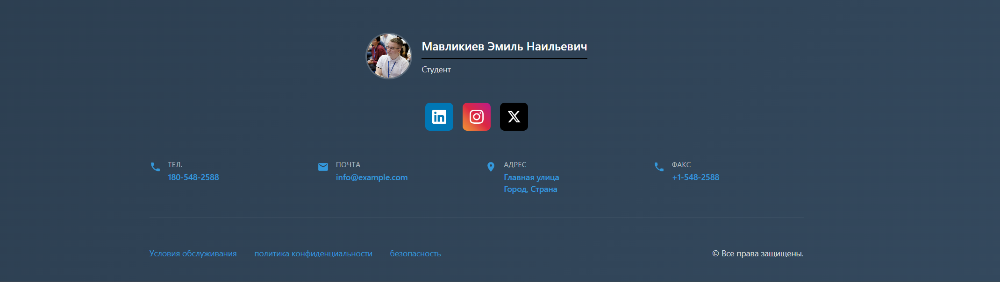 Мавликиев Эмиль Наильевич
Студент
in
X
ТЕЛ.
180-548-2588
ПОЧТА
info@example.com
АДРЕС
Главная улица
Город, Страна
ФАКС
+1-548-2588
Условия обслуживания
политика конфиденциальности
безопасность
© Все права защищены.